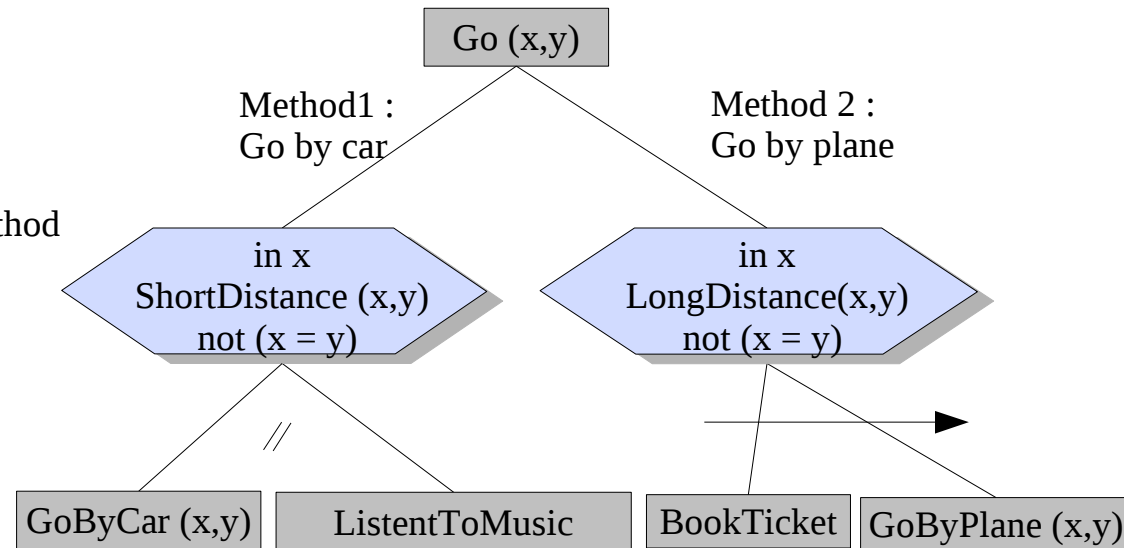 Go (x,y)
Method1 :
Go by car
Method 2 :
Go by plane
thod
in x
ShortDistance (x,y)
not (x = y)
in x
LongDistance(x,y)
not (x = y)
//
GoByCar (x,y)
ListentToMusic
BookTicket
GoByPlane (x,y)